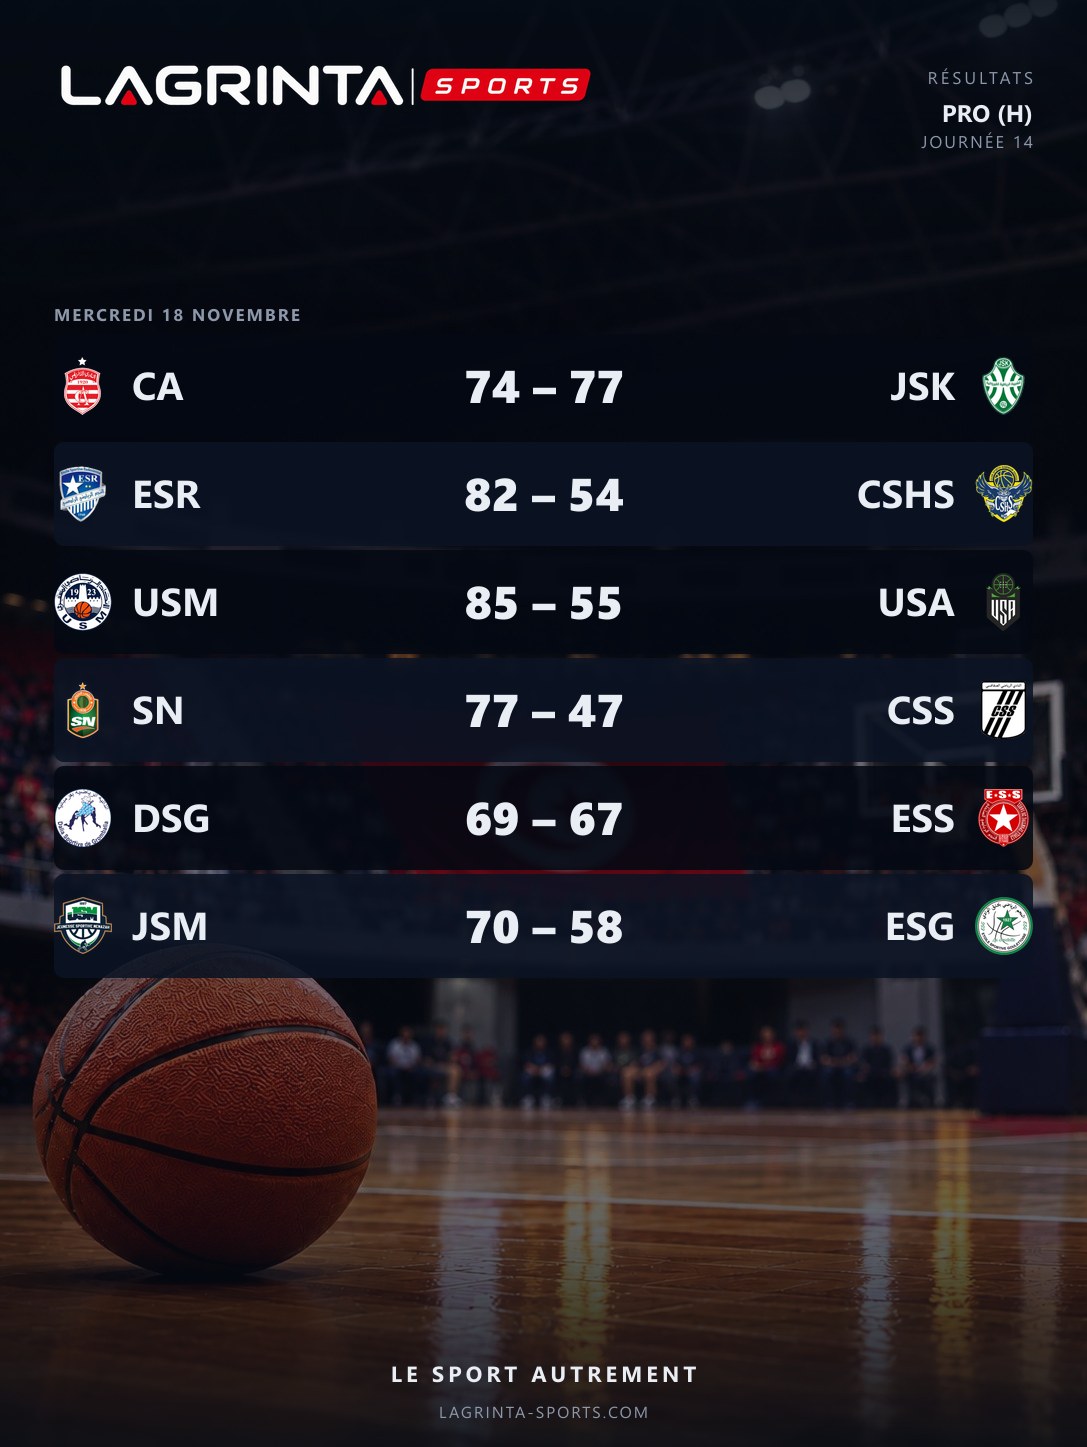 LAGRINTA SPORTS
RÉSULTATS
PRO (H)
JOURNÉE 14
MERCREDI 18 NOVEMBRE
CA 74 – 77 JSK
ESR 82 – 54 CSHS
USM 85 – 55 USA
SN 77 – 47 CSS
DSG 69 – 67 ESS
JSM 70 – 58 ESG
LE SPORT AUTREMENT
LAGRINTA-SPORTS.COM